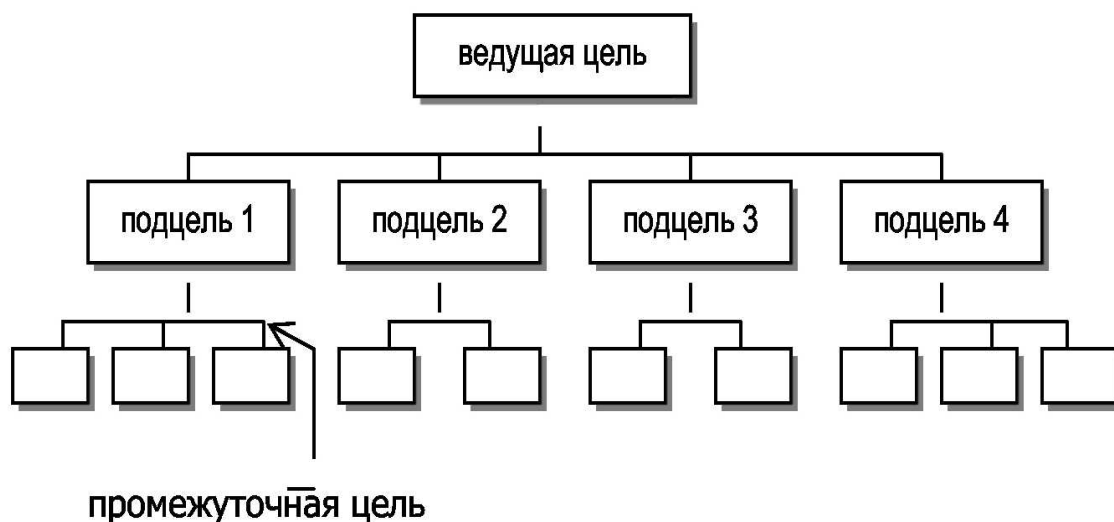 ведущая цель
подцель 1
подцель 2
подцель 3
подцель 4
промежуточная цель